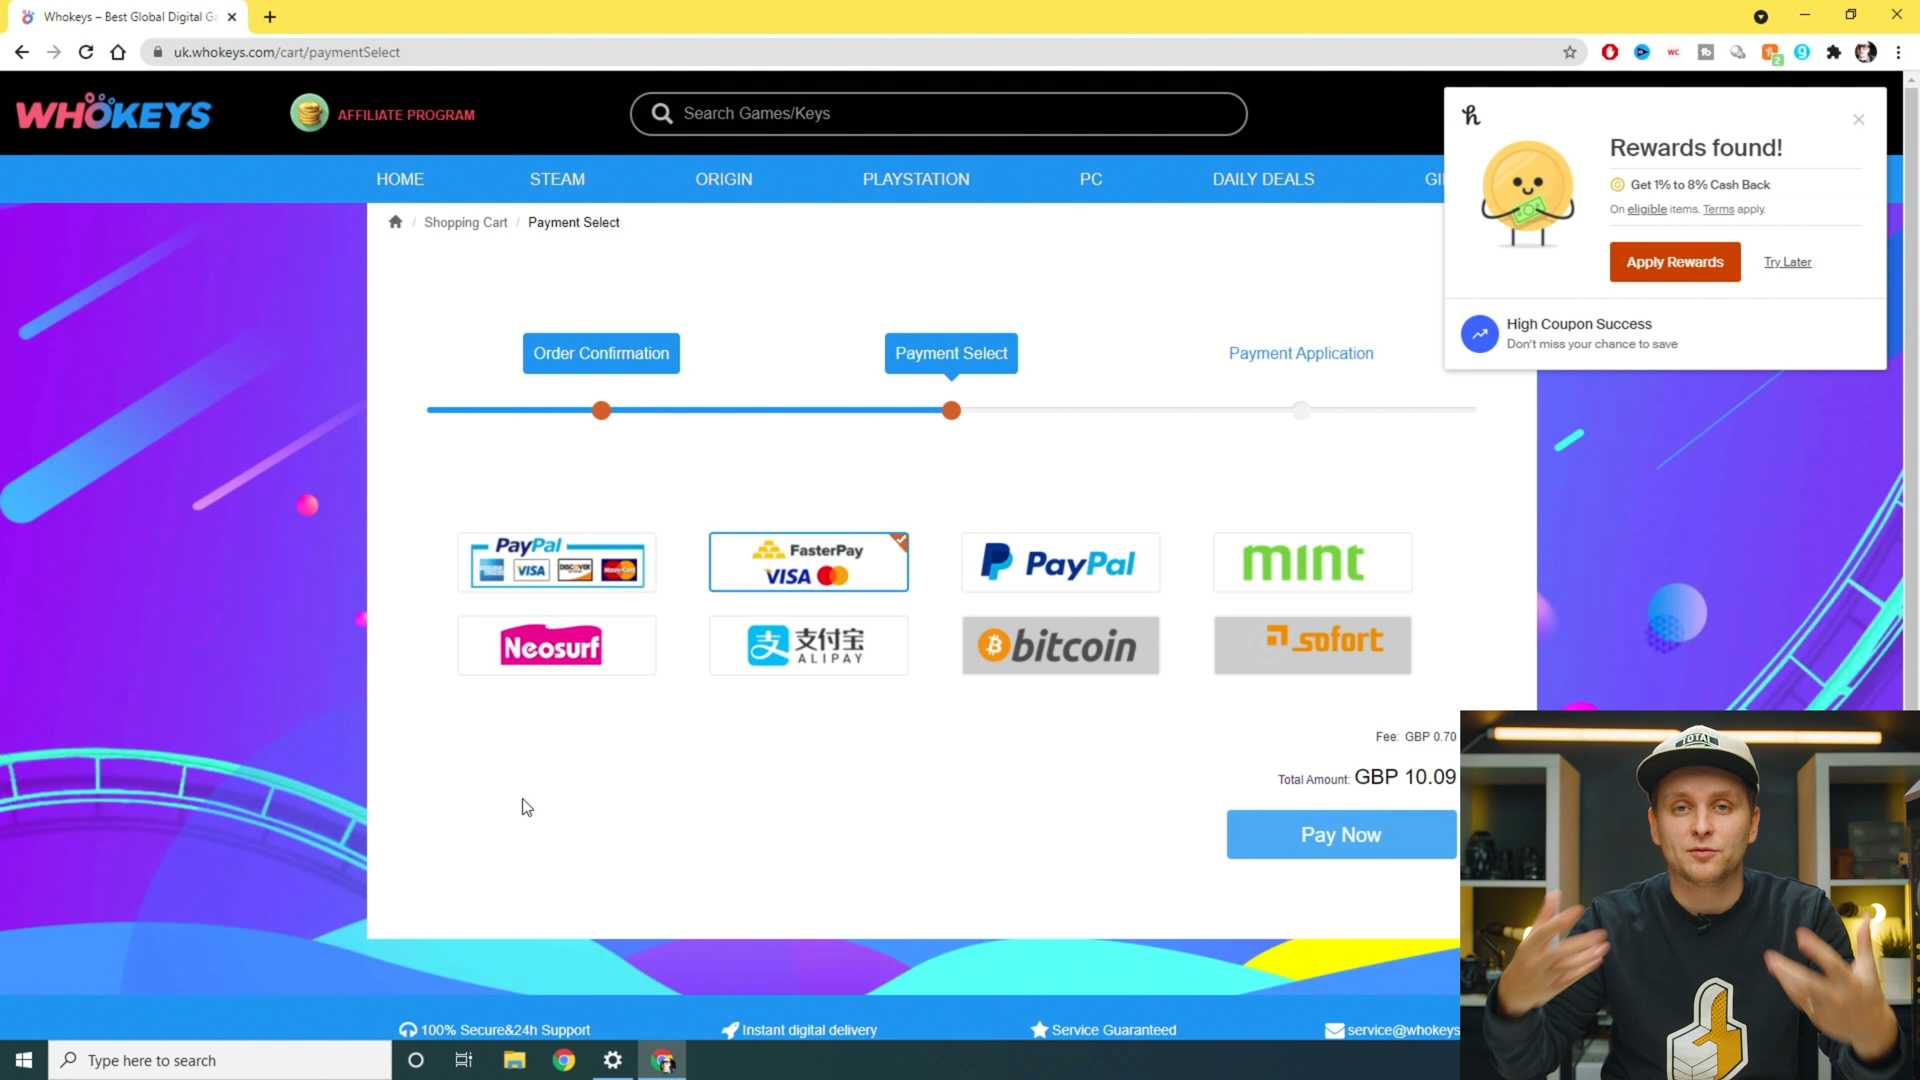 Whokeys – Best Global Digital Ga
uk.whokeys.com/cart/paymentSelect
WHOKEYS
AFFILIATE PROGRAM
Search Games/Keys
HOME STEAM ORIGIN PLAYSTATION PC DAILY DEALS GI
Rewards found!
Get 1% to 8% Cash Back
On eligible items. Terms apply.
Apply Rewards Try Later
High Coupon Success
Don't miss your chance to save
/ Shopping Cart / Payment Select
Order Confirmation Payment Select Payment Application
PayPal
VISA DISCOVER MasterCard
FasterPay
VISA
PayPal
mint
Neosurf
支付宝
ALIPAY
bitcoin
sofort
Fee: GBP 0.70
Total Amount: GBP 10.09
Pay Now
TOTAL
100% Secure&24h Support Instant digital delivery Service Guaranteed service@whokeys
Type here to search